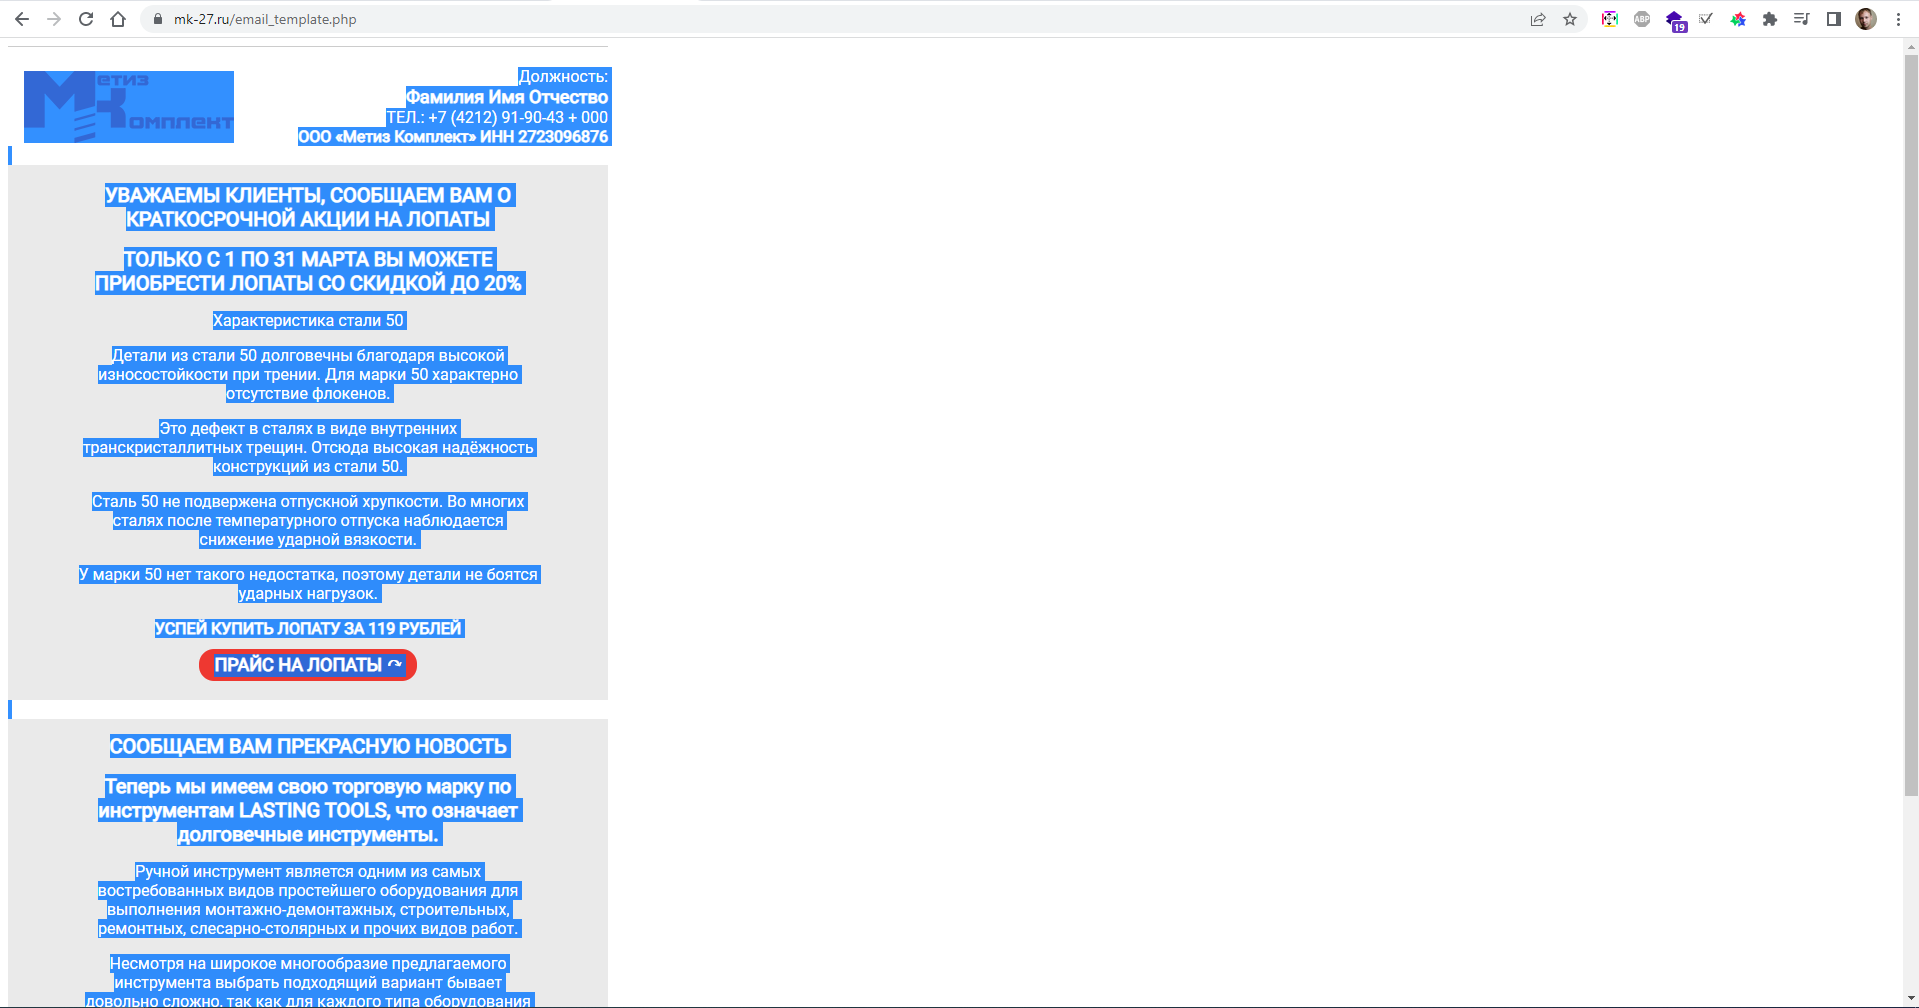 mk-27.ru/email_template.php
ABP
19
Метиз
Комплект
Должность:
Фамилия Имя Отчество
ТЕЛ.: +7 (4212) 91-90-43 + 000
ООО «Метиз Комплект» ИНН 2723096876
УВАЖАЕМЫ КЛИЕНТЫ, СООБЩАЕМ ВАМ О
КРАТКОСРОЧНОЙ АКЦИИ НА ЛОПАТЫ
ТОЛЬКО С 1 ПО 31 МАРТА ВЫ МОЖЕТЕ
ПРИОБРЕСТИ ЛОПАТЫ СО СКИДКОЙ ДО 20%
Характеристика стали 50
Детали из стали 50 долговечны благодаря высокой
износостойкости при трении. Для марки 50 характерно
отсутствие флокенов.
Это дефект в сталях в виде внутренних
транскристаллитных трещин. Отсюда высокая надёжность
конструкций из стали 50.
Сталь 50 не подвержена отпускной хрупкости. Во многих
сталях после температурного отпуска наблюдается
снижение ударной вязкости.
У марки 50 нет такого недостатка, поэтому детали не боятся
ударных нагрузок.
УСПЕЙ КУПИТЬ ЛОПАТУ ЗА 119 РУБЛЕЙ
ПРАЙС НА ЛОПАТЫ ↷
СООБЩАЕМ ВАМ ПРЕКРАСНУЮ НОВОСТЬ
Теперь мы имеем свою торговую марку по
инструментам LASTING TOOLS, что означает
долговечные инструменты.
Ручной инструмент является одним из самых
востребованных видов простейшего оборудования для
выполнения монтажно-демонтажных, строительных,
ремонтных, слесарно-столярных и прочих видов работ.
Несмотря на широкое многообразие предлагаемого
инструмента выбрать подходящий вариант бывает
довольно сложно, так как для каждого типа оборудования